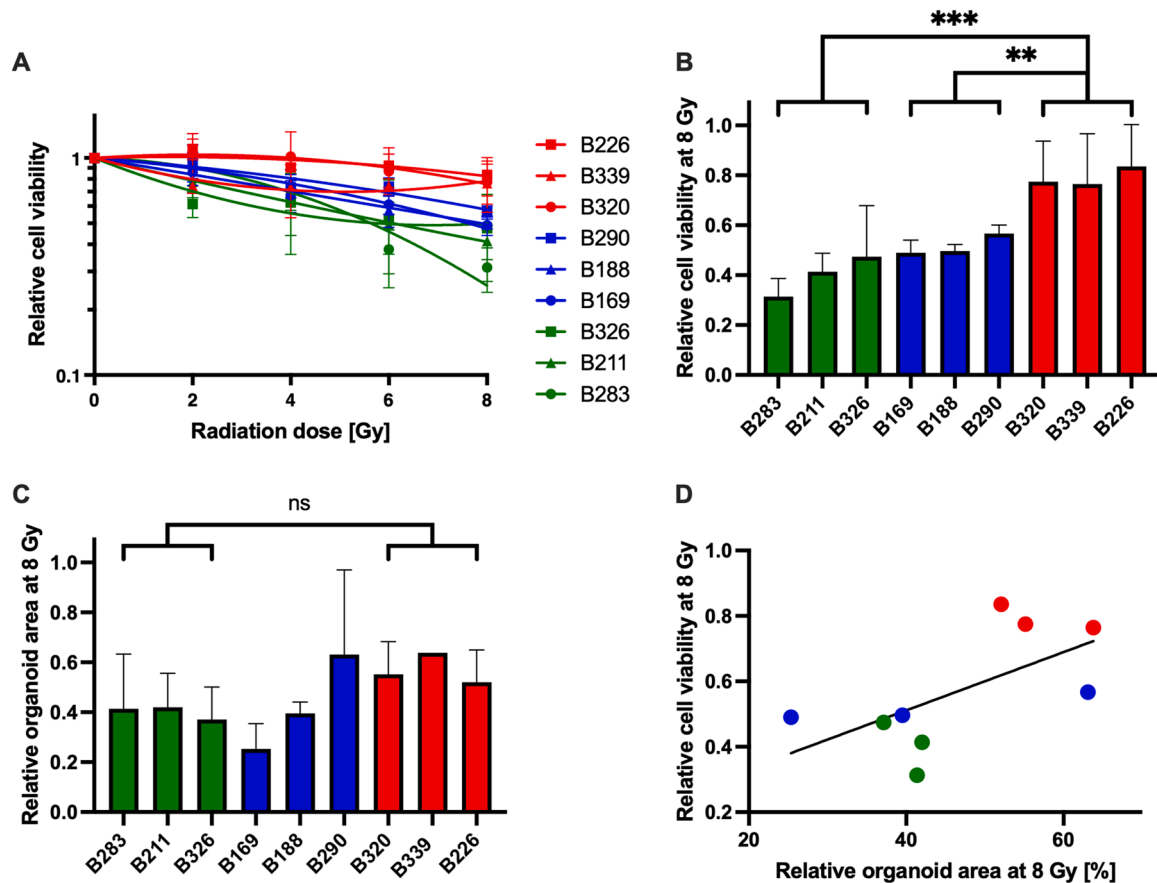 A
Relative cell viability
1
0.1
0
2
4
6
8
Radiation dose [Gy]
B226
B339
B320
B290
B188
B169
B326
B211
B283
B
***
**
Relative cell viability at 8 Gy
1.0
0.8
0.6
0.4
0.2
0.0
B283
B211
B326
B169
B188
B290
B320
B339
B226
C
ns
Relative organoid area at 8 Gy
1.0
0.8
0.6
0.4
0.2
0.0
B283
B211
B326
B169
B188
B290
B320
B339
B226
D
Relative cell viability at 8 Gy
1.0
0.8
0.6
0.4
0.2
20
40
60
Relative organoid area at 8 Gy [%]